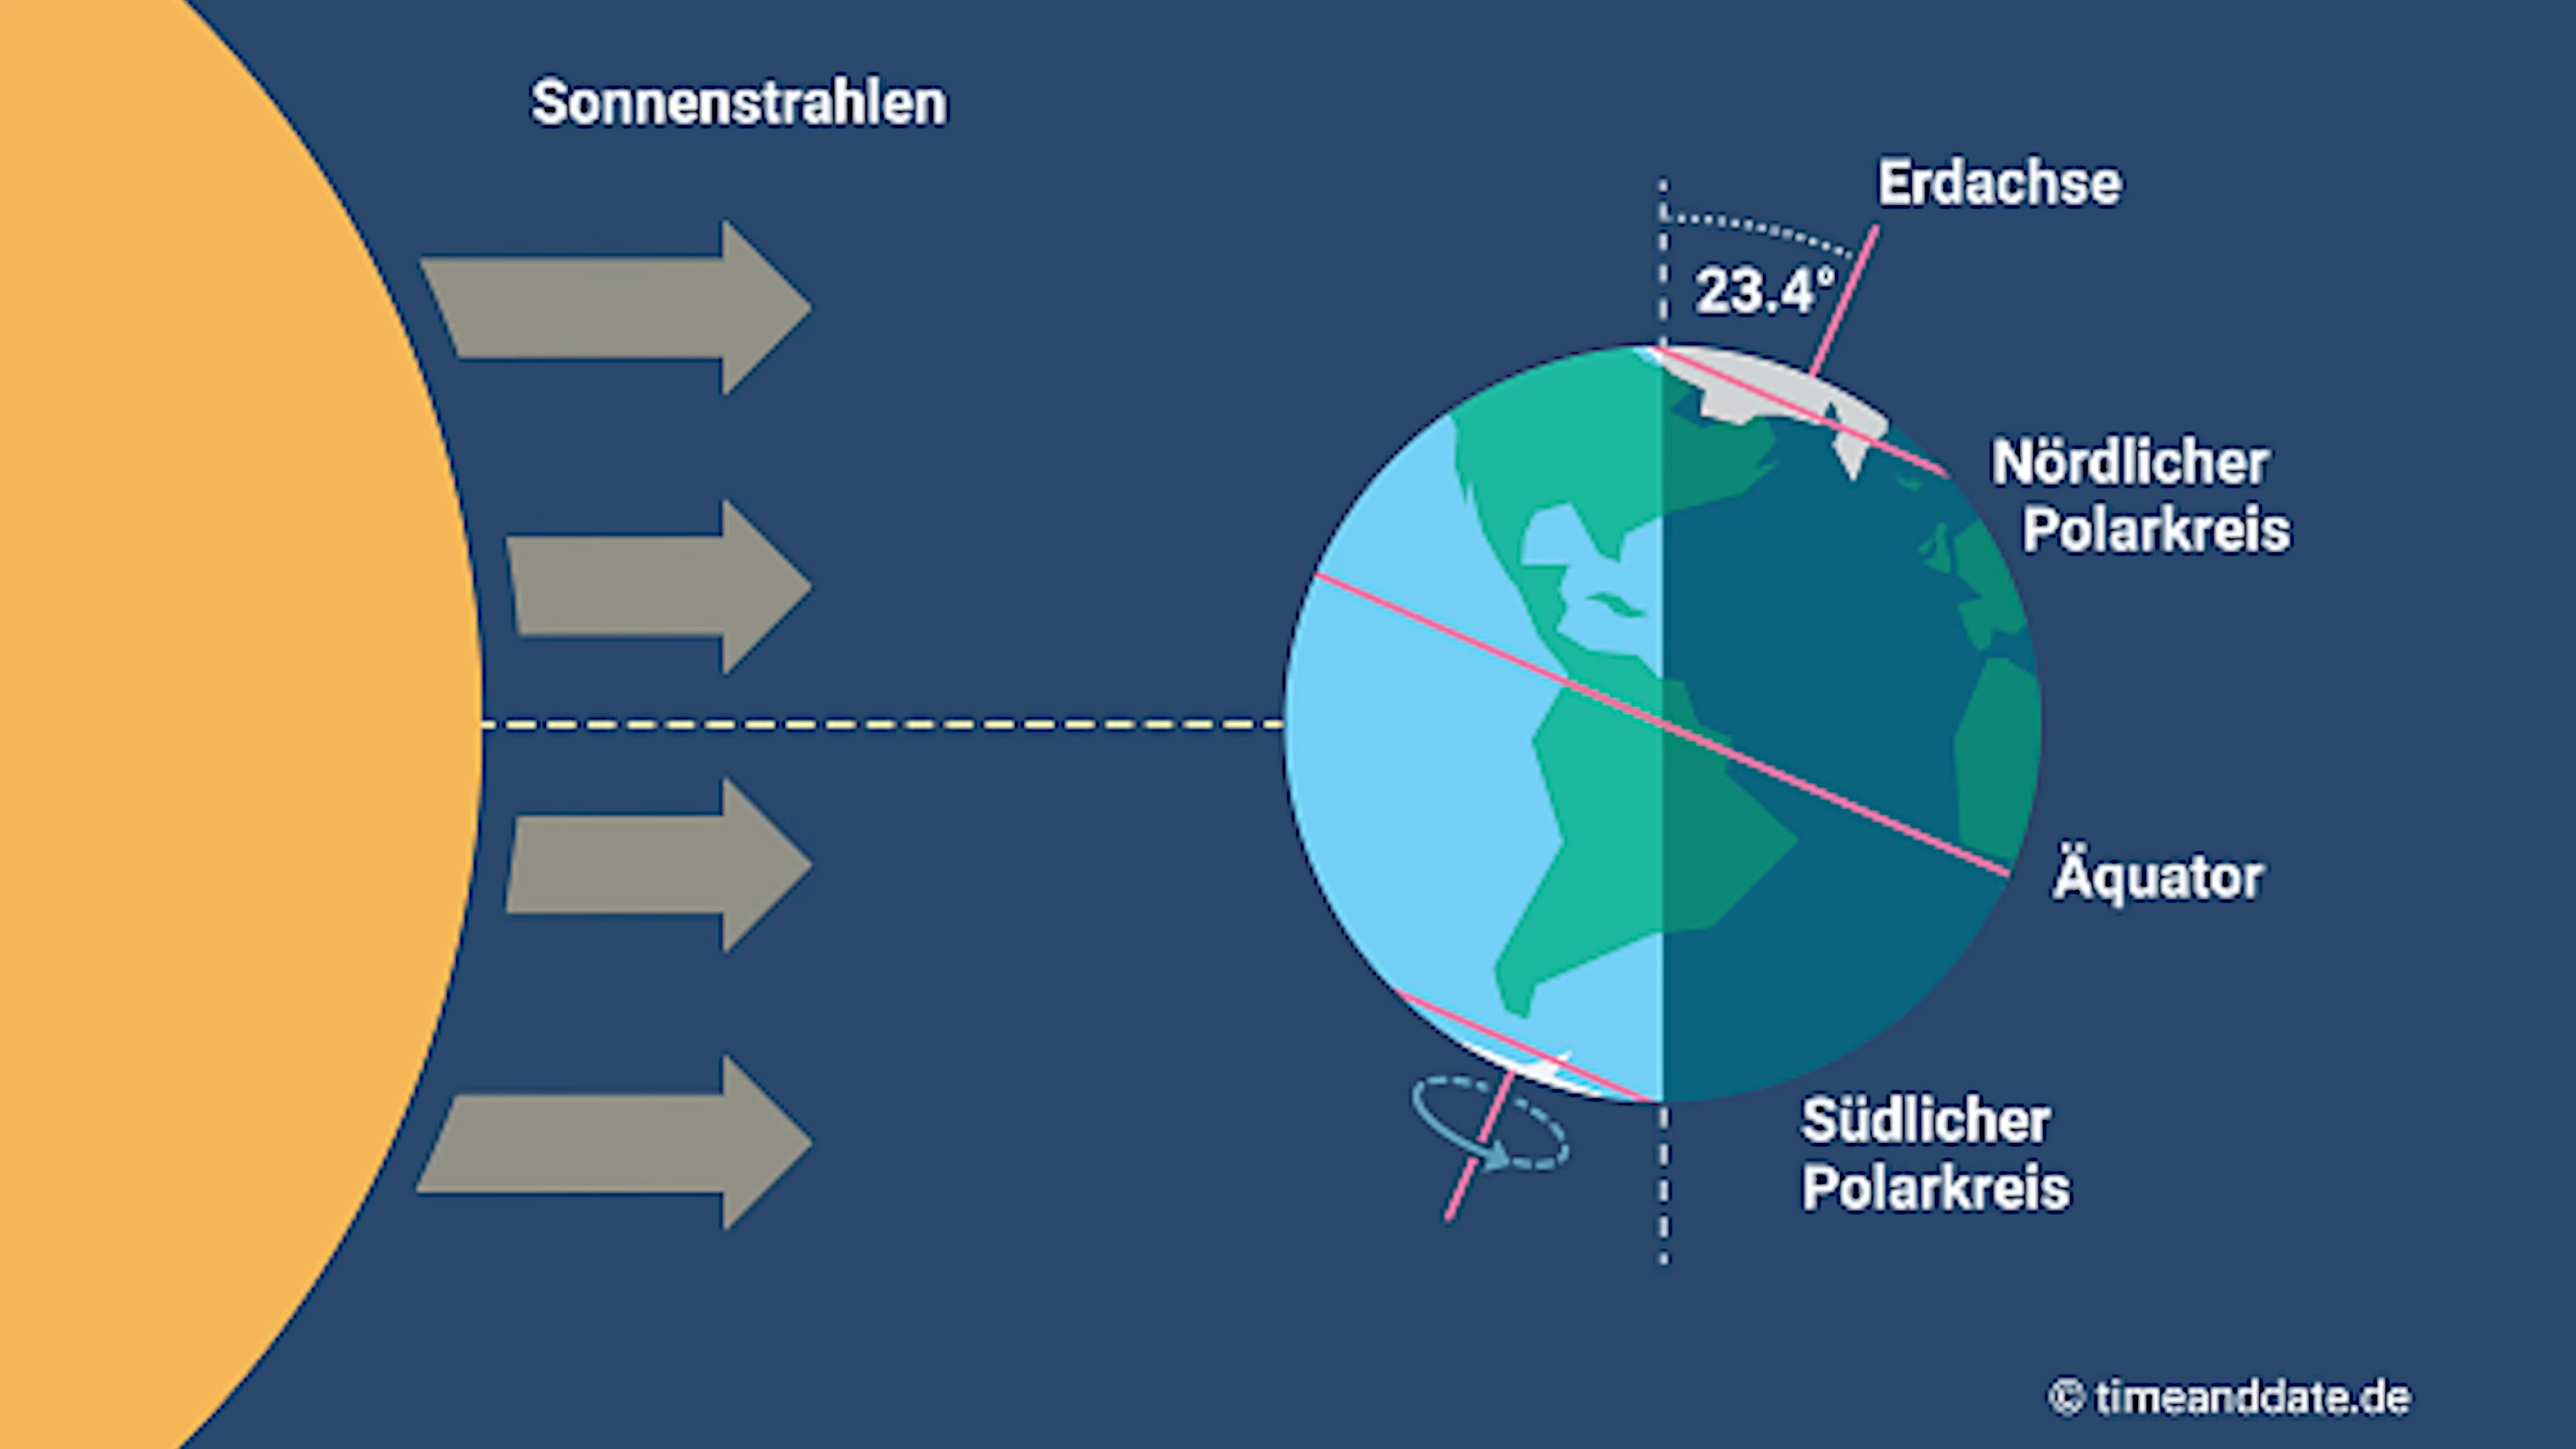 Sonnenstrahlen
Erdachse
23.4°
Nördlicher
Polarkreis
Äquator
Südlicher
Polarkreis
© timeanddate.de